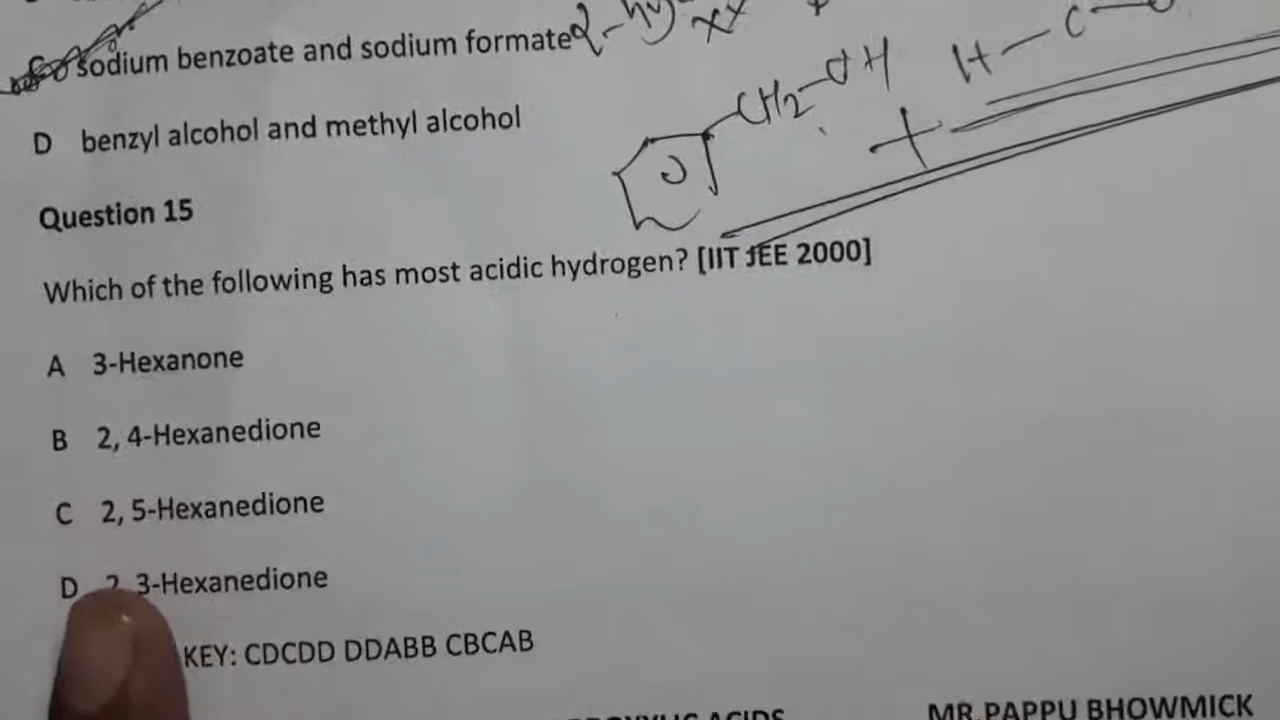 sodium benzoate and sodium formate
CH2-OH H-C-
+
D benzyl alcohol and methyl alcohol
Question 15
Which of the following has most acidic hydrogen? [IIT JEE 2000]
A 3-Hexanone
B 2, 4-Hexanedione
C 2, 5-Hexanedione
D 2, 3-Hexanedione
KEY: CDCDD DDABB CBCAB
ACIDS MR.PAPPU BHOWMICK